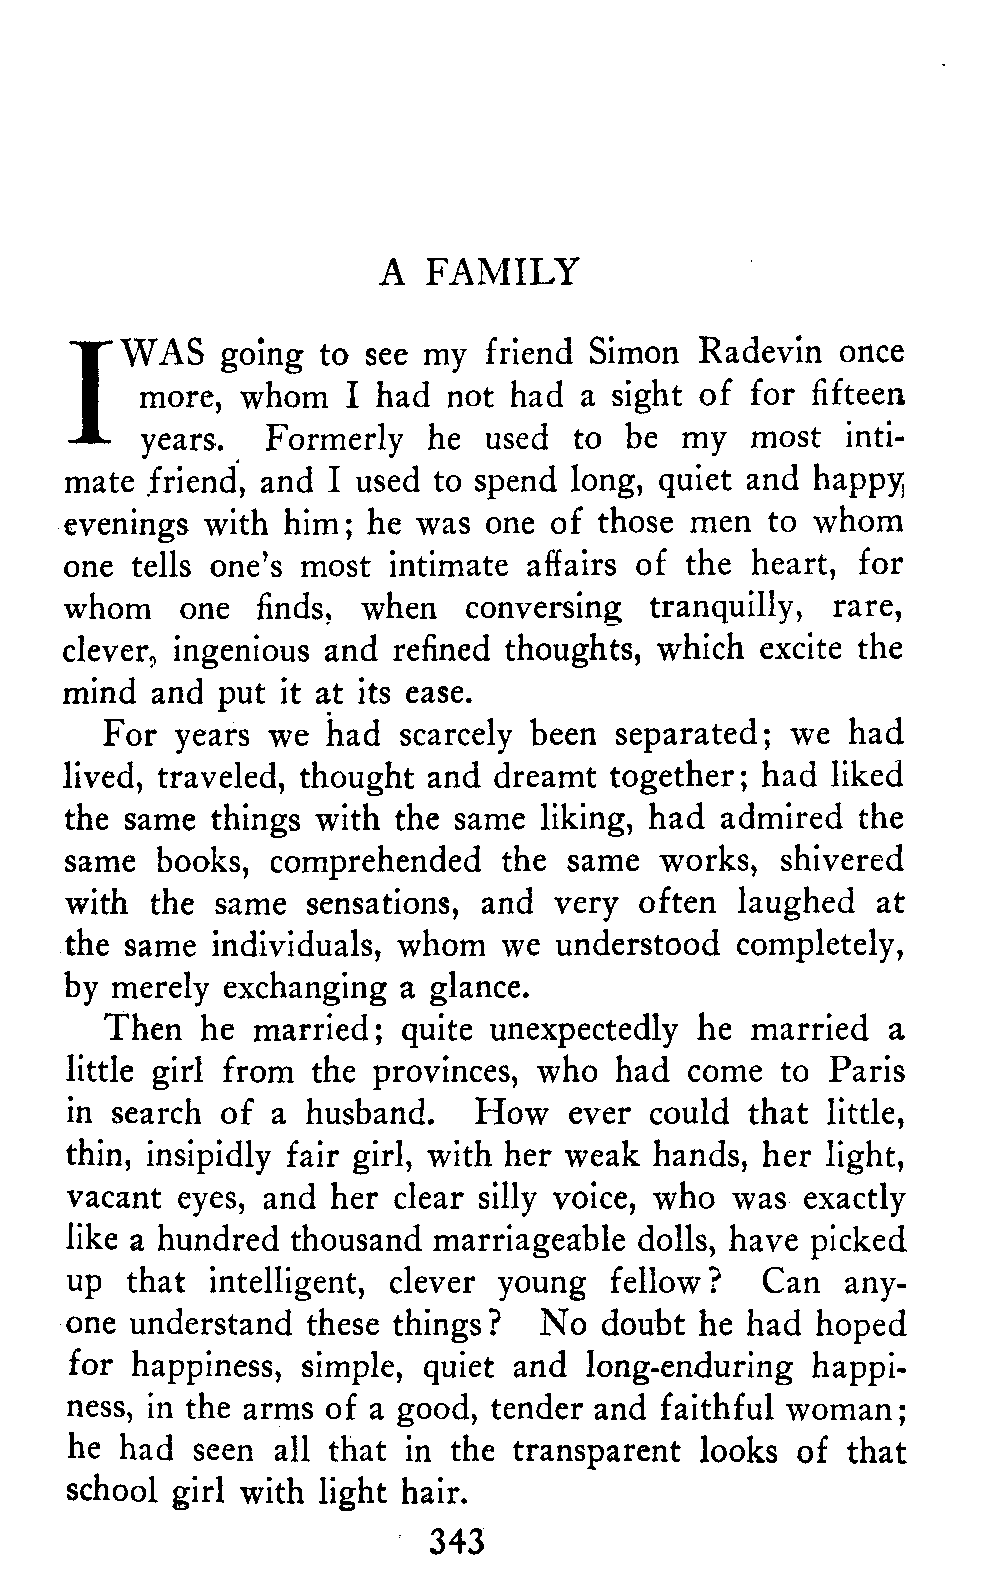 A FAMILY
I WAS going to see my friend Simon Radevin once
more, whom I had not had a sight of for fifteen
years. Formerly he used to be my most inti-
mate friend, and I used to spend long, quiet and happy
evenings with him; he was one of those men to whom
one tells one's most intimate affairs of the heart, for
whom one finds, when conversing tranquilly, rare,
clever, ingenious and refined thoughts, which excite the
mind and put it at its ease.
For years we had scarcely been separated; we had
lived, traveled, thought and dreamt together; had liked
the same things with the same liking, had admired the
same books, comprehended the same works, shivered
with the same sensations, and very often laughed at
the same individuals, whom we understood completely,
by merely exchanging a glance.
Then he married; quite unexpectedly he married a
little girl from the provinces, who had come to Paris
in search of a husband. How ever could that little,
thin, insipidly fair girl, with her weak hands, her light,
vacant eyes, and her clear silly voice, who was exactly
like a hundred thousand marriageable dolls, have picked
up that intelligent, clever young fellow? Can any-
one understand these things? No doubt he had hoped
for happiness, simple, quiet and long-enduring happi-
ness, in the arms of a good, tender and faithful woman;
he had seen all that in the transparent looks of that
school girl with light hair.
343